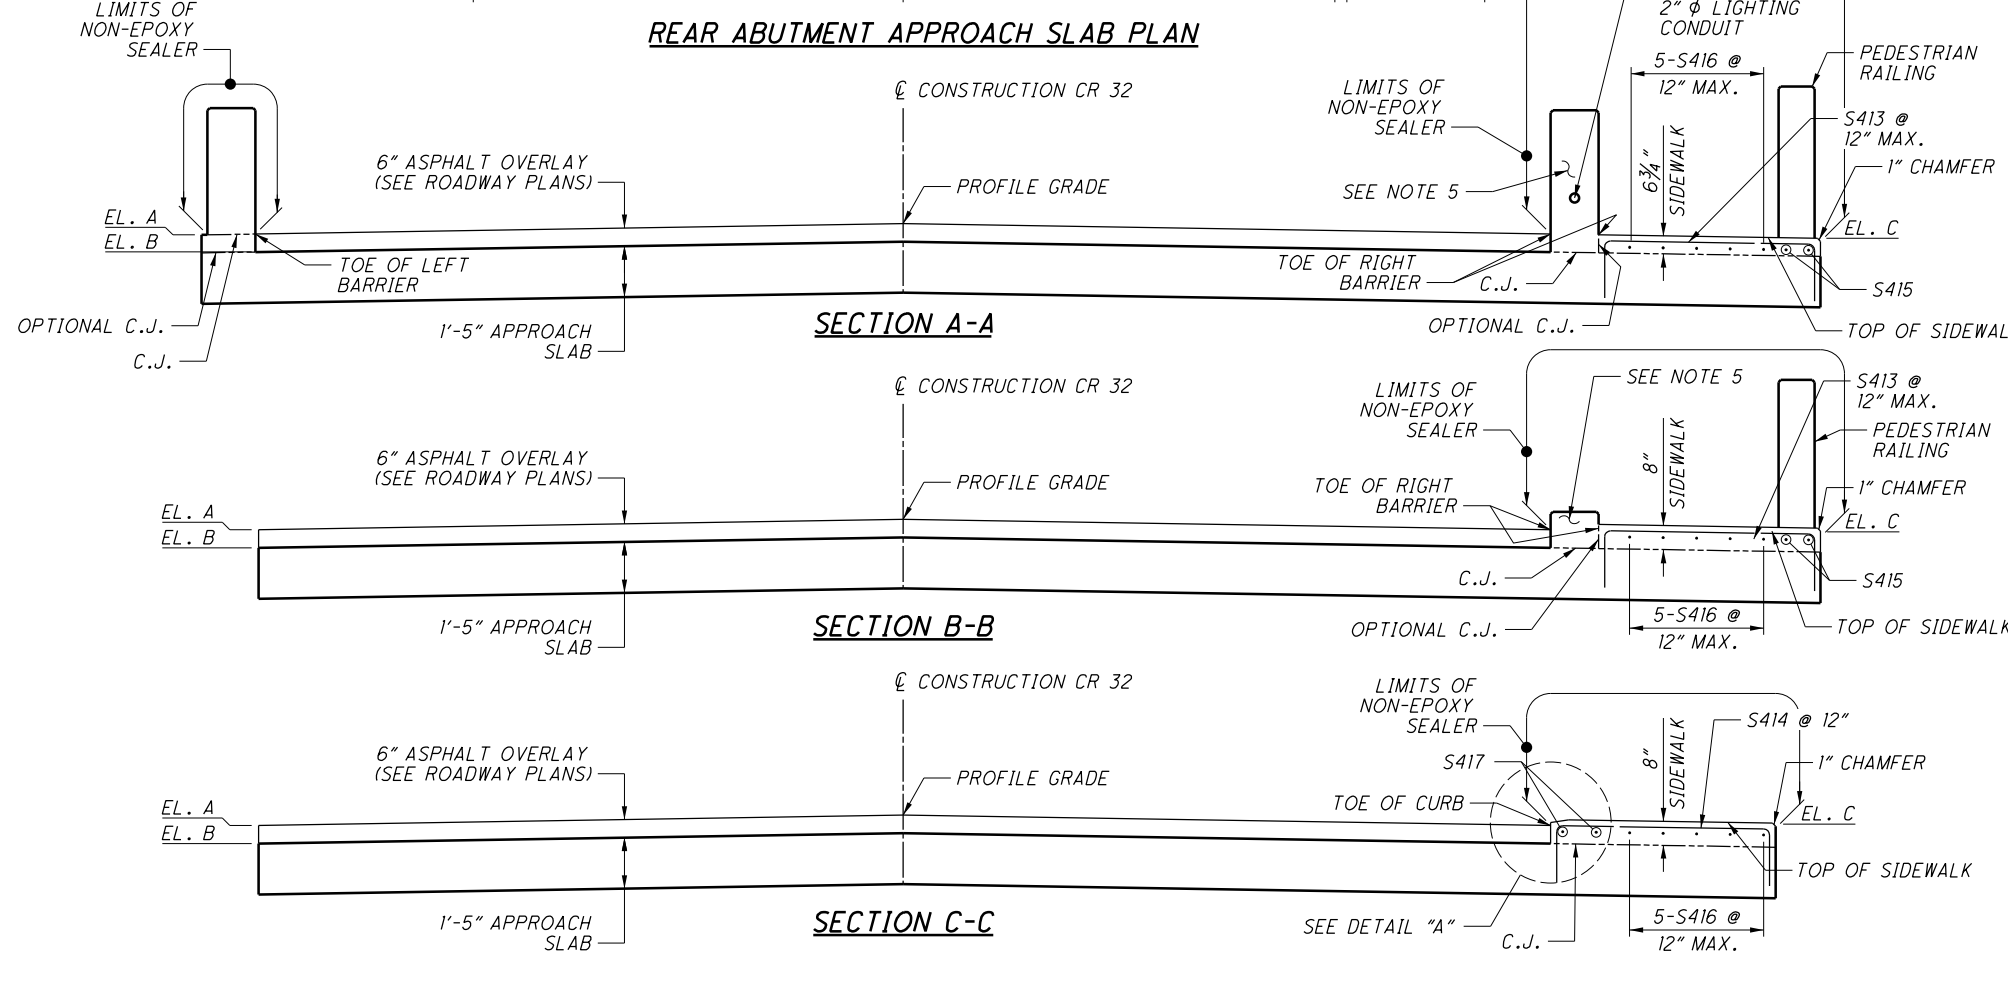 LIMITS OF
NON-EPOXY
SEALER
REAR ABUTMENT APPROACH SLAB PLAN
2" Φ LIGHTING
CONDUIT
5-S416 @
12" MAX.
PEDESTRIAN
RAILING
℄ CONSTRUCTION CR 32
LIMITS OF
NON-EPOXY
SEALER
S413 @
12" MAX.
6" ASPHALT OVERLAY
(SEE ROADWAY PLANS)
PROFILE GRADE
SEE NOTE 5
6¾"
SIDEWALK
1" CHAMFER
EL. A
EL. B
EL. C
TOE OF LEFT
BARRIER
TOE OF RIGHT
BARRIER
C.J.
S415
OPTIONAL C.J.
C.J.
1'-5" APPROACH
SLAB
SECTION A-A
OPTIONAL C.J.
TOP OF SIDEWAL
℄ CONSTRUCTION CR 32
LIMITS OF
NON-EPOXY
SEALER
SEE NOTE 5
S413 @
12" MAX.
PEDESTRIAN
RAILING
6" ASPHALT OVERLAY
(SEE ROADWAY PLANS)
PROFILE GRADE
TOE OF RIGHT
BARRIER
8"
SIDEWALK
1" CHAMFER
EL. A
EL. B
EL. C
C.J.
S415
1'-5" APPROACH
SLAB
SECTION B-B
OPTIONAL C.J.
5-S416 @
12" MAX.
TOP OF SIDEWALK
℄ CONSTRUCTION CR 32
LIMITS OF
NON-EPOXY
SEALER
S414 @ 12"
6" ASPHALT OVERLAY
(SEE ROADWAY PLANS)
PROFILE GRADE
S417
8"
SIDEWALK
1" CHAMFER
TOE OF CURB
EL. A
EL. B
EL. C
TOP OF SIDEWALK
1'-5" APPROACH
SLAB
SECTION C-C
SEE DETAIL "A"
C.J.
5-S416 @
12" MAX.